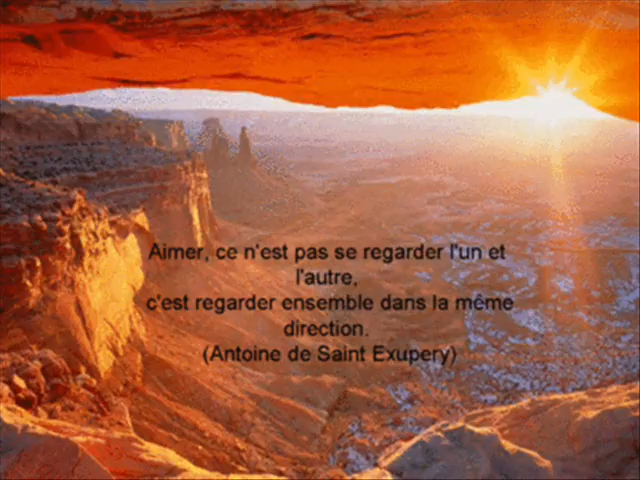 Aimer, ce n'est pas se regarder l'un et
l'autre,
c'est regarder ensemble dans la même
direction.
(Antoine de Saint Exupery)